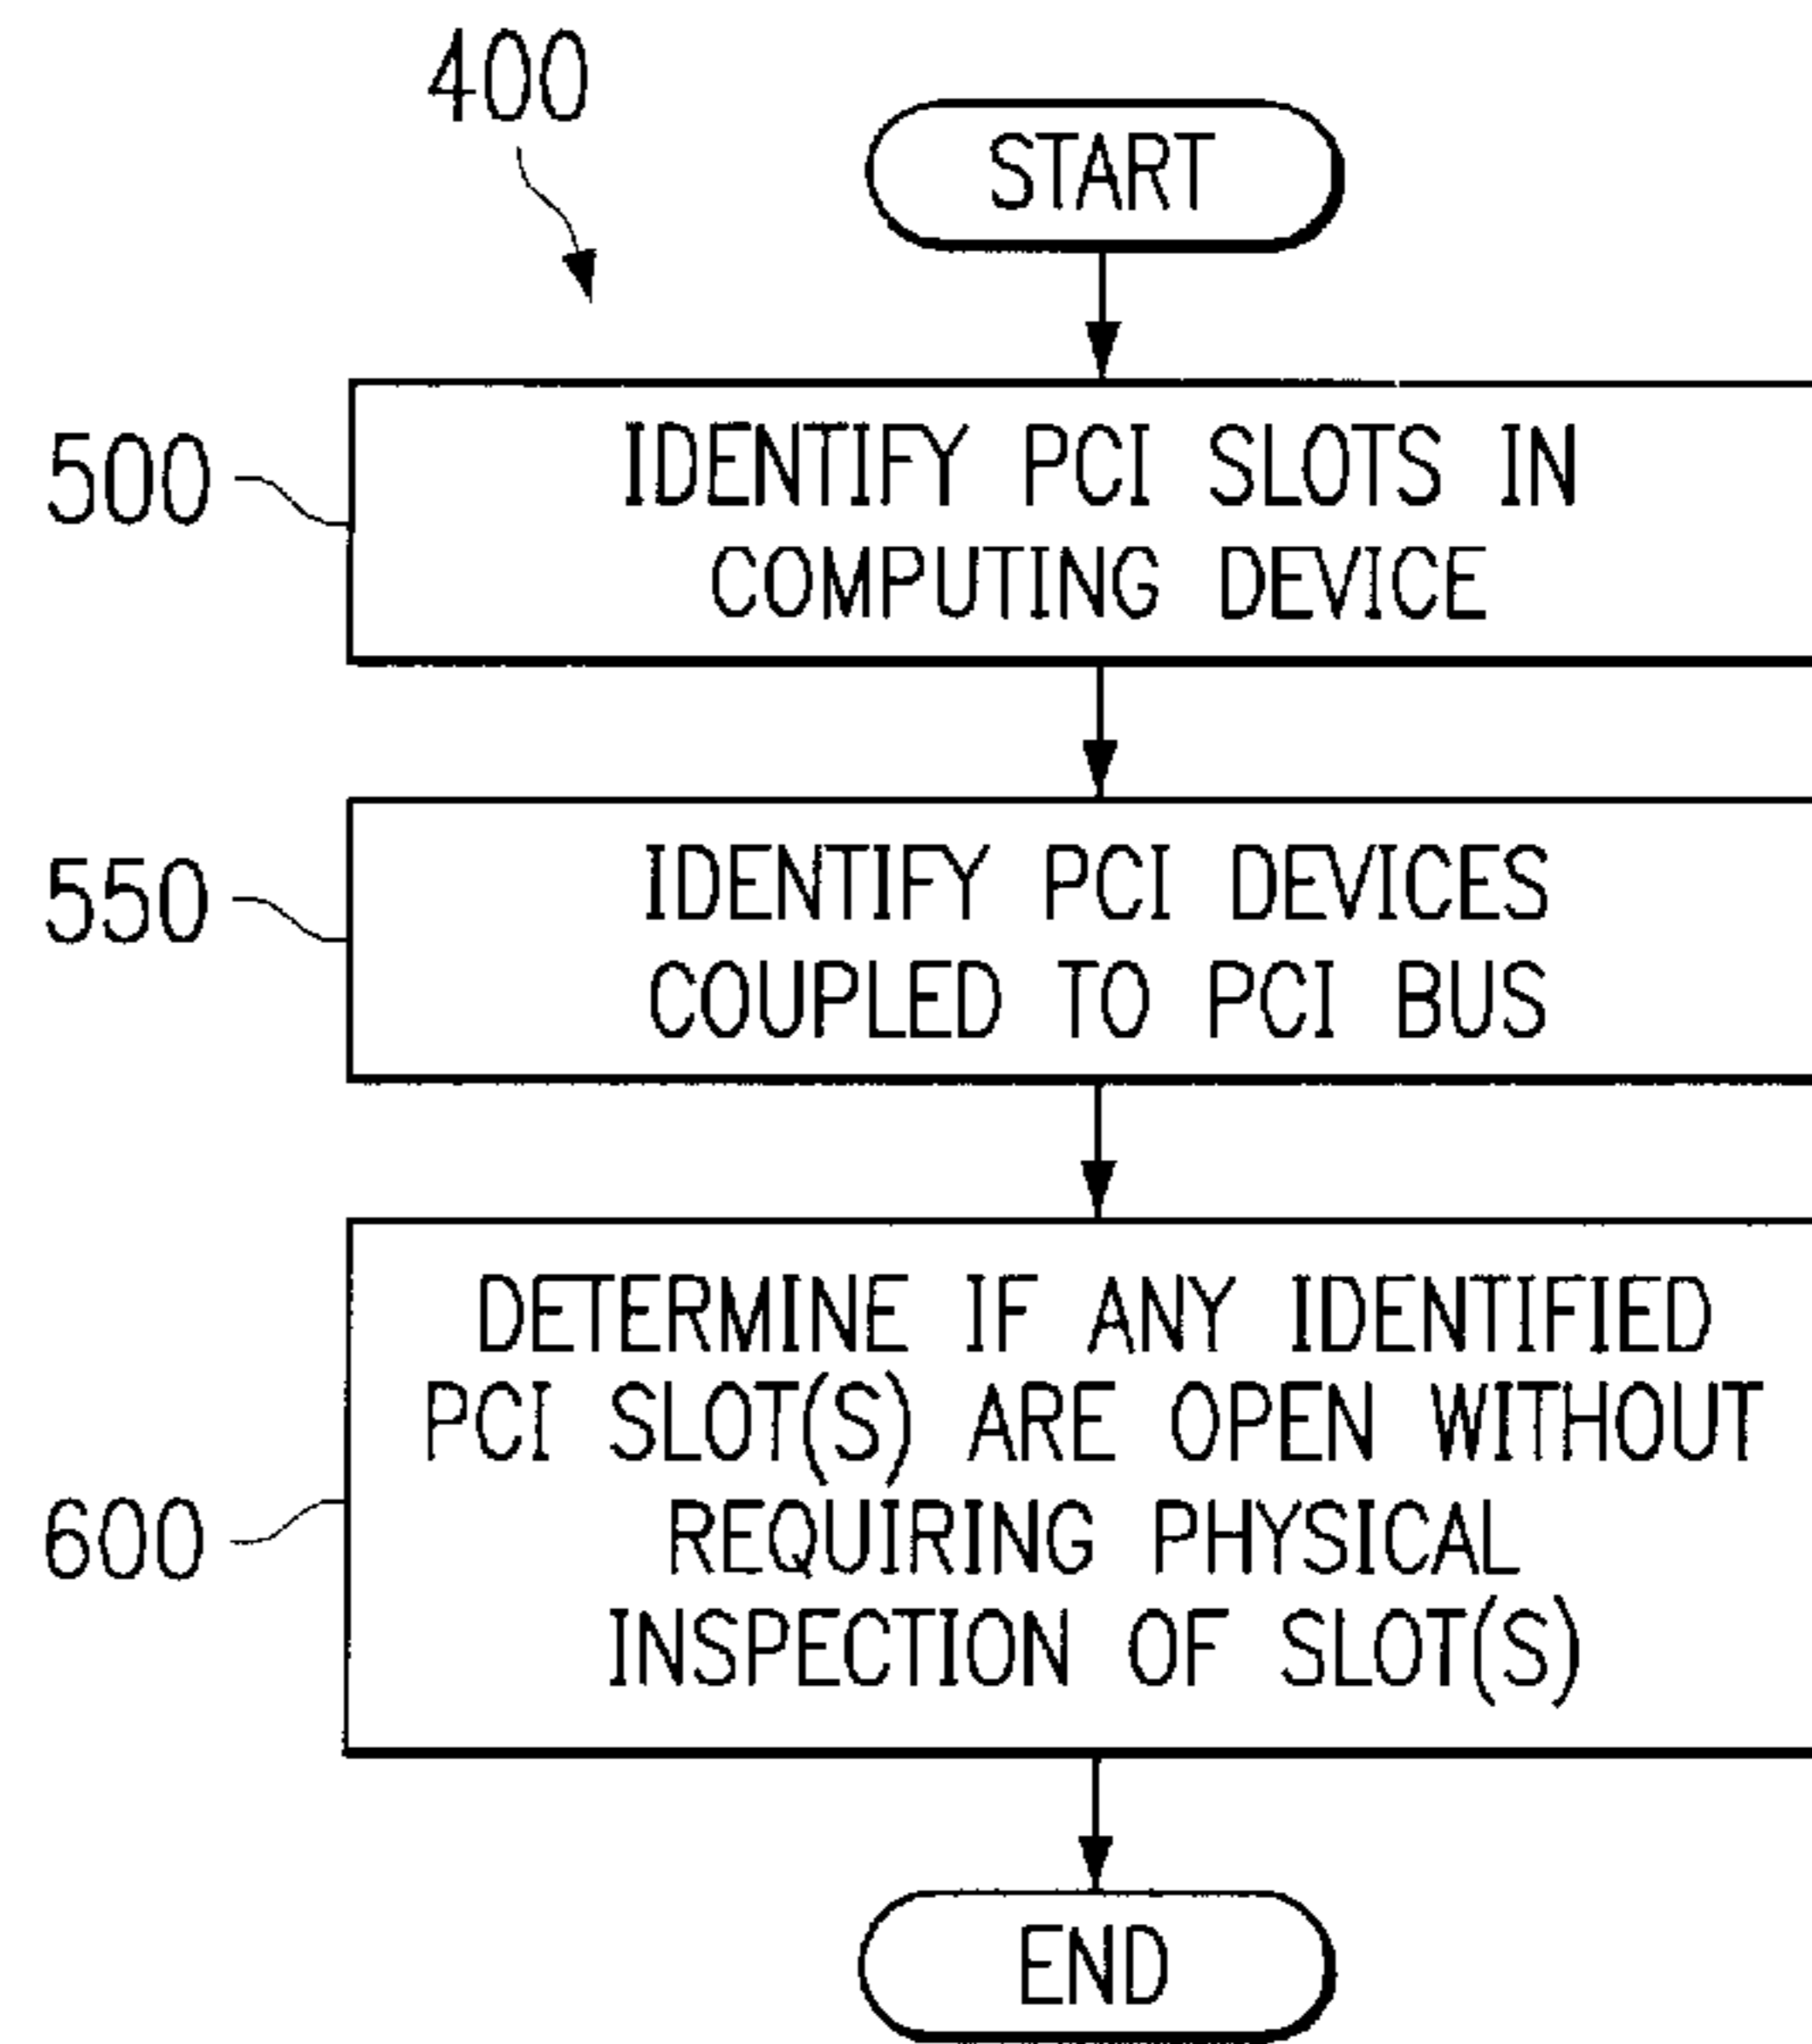 400
START
500
IDENTIFY PCI SLOTS IN
COMPUTING DEVICE
550
IDENTIFY PCI DEVICES
COUPLED TO PCI BUS
600
DETERMINE IF ANY IDENTIFIED
PCI SLOT(S) ARE OPEN WITHOUT
REQUIRING PHYSICAL
INSPECTION OF SLOT(S)
END